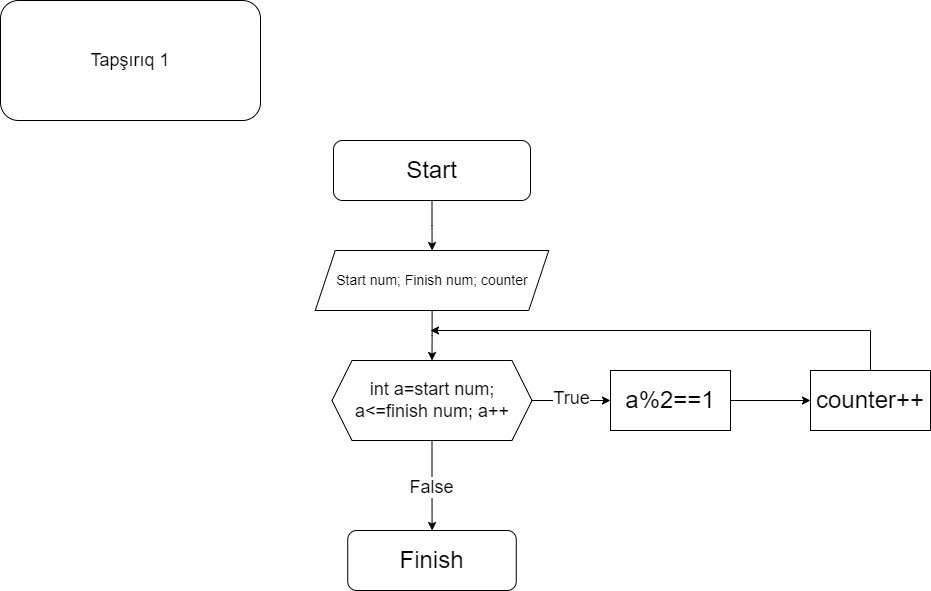 Tapşırıq 1
Start
Start num; Finish num; counter
int a=start num;
a<=finish num; a++
True
a%2==1
counter++
False
Finish